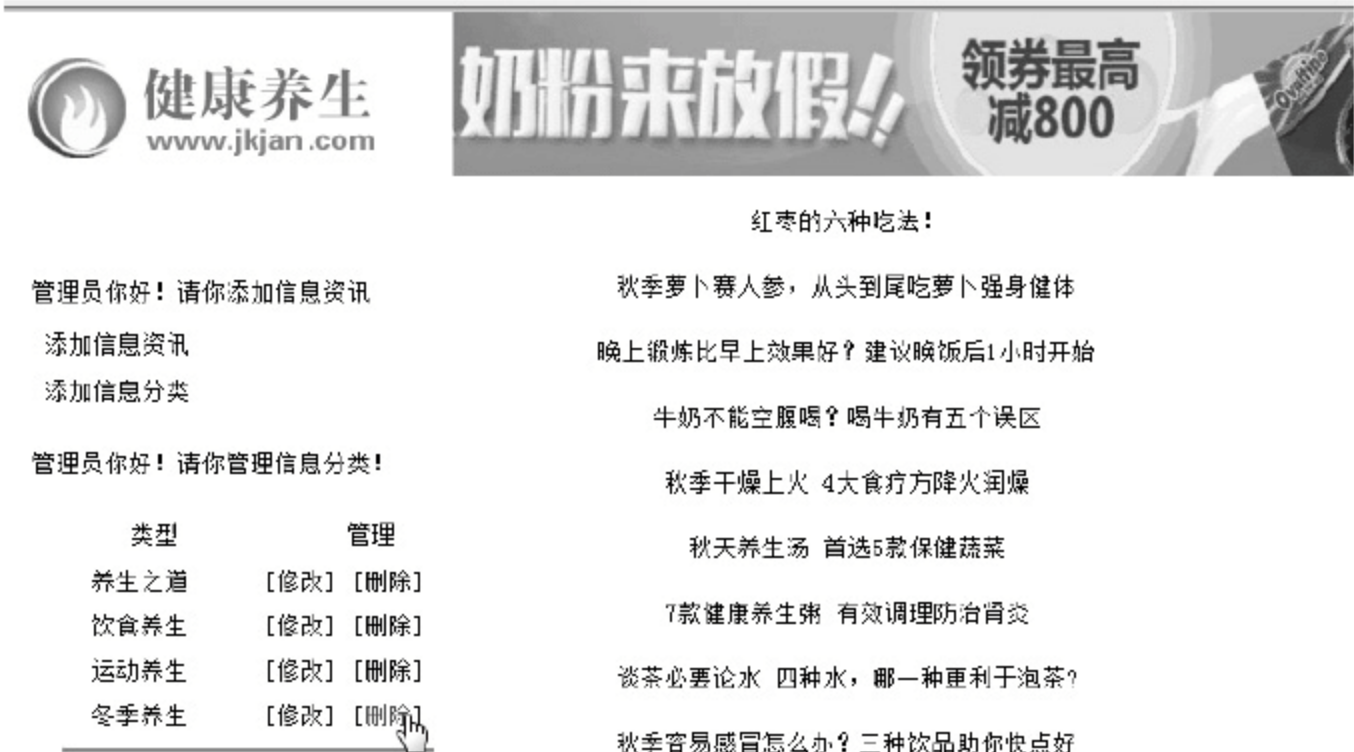 健康养生
www.jkjan.com
奶粉来放假!!
领券最高
减800
Ovaltine
管理员你好！请你添加信息资讯
添加信息资讯
添加信息分类
管理员你好！请你管理信息分类！
类型 管理
养生之道 [修改] [删除]
饮食养生 [修改] [删除]
运动养生 [修改] [删除]
冬季养生 [修改] [删除]
红枣的六种吃法！
秋季萝卜赛人参，从头到尾吃萝卜强身健体
晚上锻炼比早上效果好？建议晚饭后1小时开始
牛奶不能空腹喝？喝牛奶有五个误区
秋季干燥上火 4大食疗方降火润燥
秋天养生汤 首选5款保健蔬菜
7款健康养生粥 有效调理防治肾炎
谈茶必要论水 四种水，哪一种更利于泡茶？
秋季容易感冒怎么办？三种饮品助你快点好